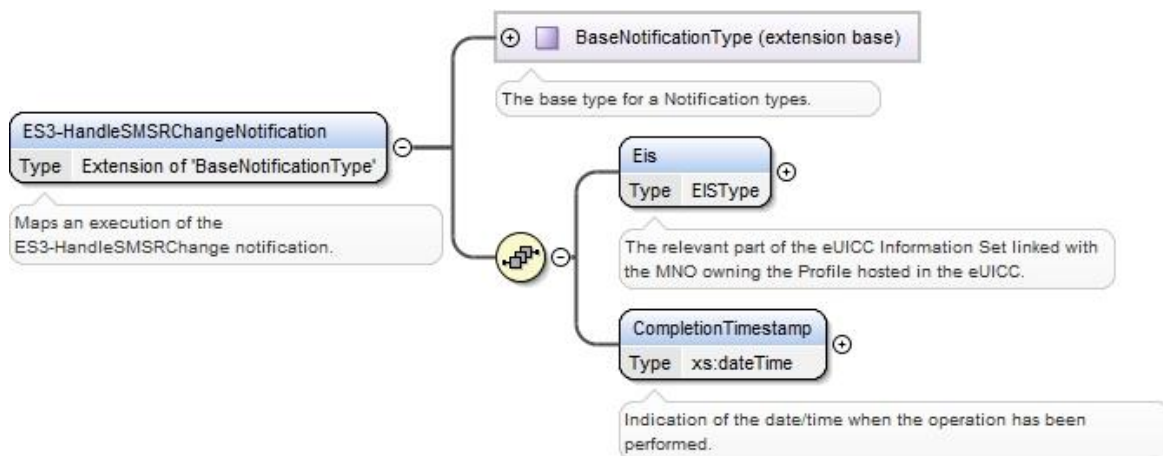 BaseNotificationType (extension base)
The base type for a Notification types.
ES3-HandleSMSRChangeNotification
Type Extension of 'BaseNotificationType'
Maps an execution of the
ES3-HandleSMSRChange notification.
Eis
Type EISType
The relevant part of the eUICC Information Set linked with
the MNO owning the Profile hosted in the eUICC.
CompletionTimestamp
Type xs:dateTime
Indication of the date/time when the operation has been
performed.